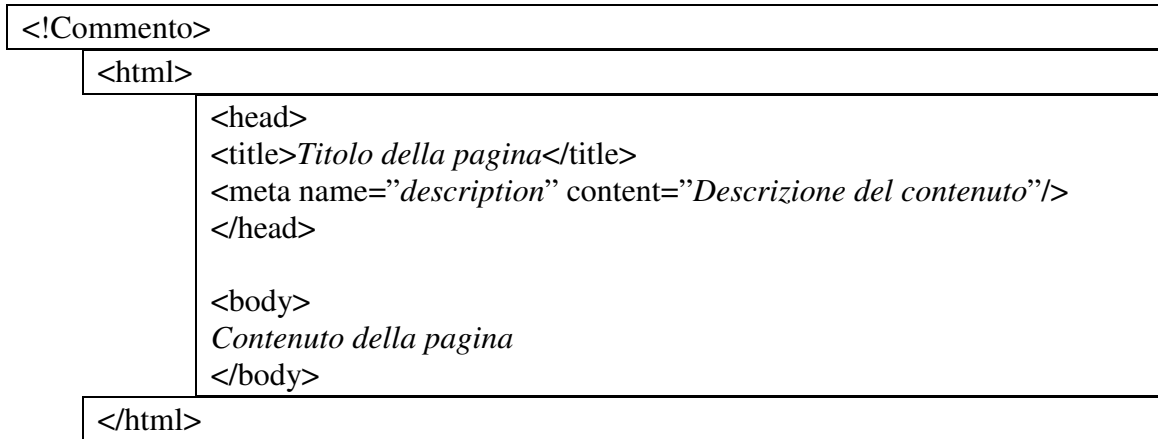 <!Commento>
<html>
<head>
<title>Titolo della pagina</title>
<meta name=”description” content=”Descrizione del contenuto”/>
</head>
<body>
Contenuto della pagina
</body>
</html>